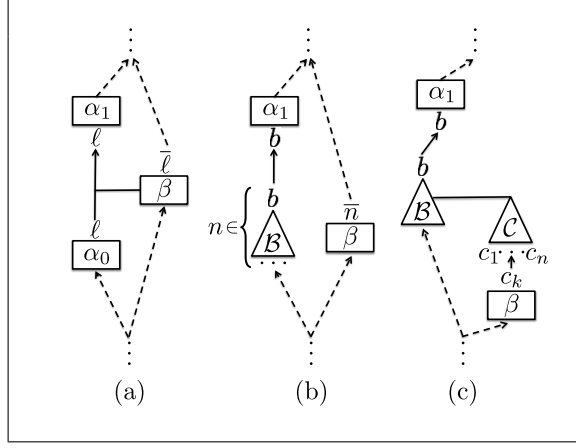 α₁
ℓ
ℓ̅
β
ℓ
α₀
(a)
α₁
b
b
n ∈ {
ℬ
. . .
n̅
β
(b)
α₁
b
b
ℬ
𝒞
c₁ . . . cₙ
cₖ
β
(c)